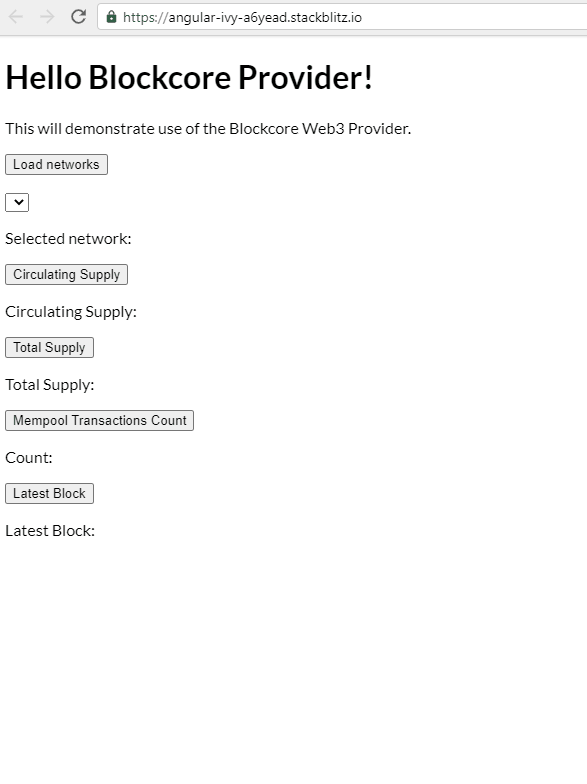 https://angular-ivy-a6yead.stackblitz.io
Hello Blockcore Provider!
This will demonstrate use of the Blockcore Web3 Provider.
Load networks
Selected network:
Circulating Supply
Circulating Supply:
Total Supply
Total Supply:
Mempool Transactions Count
Count:
Latest Block
Latest Block: